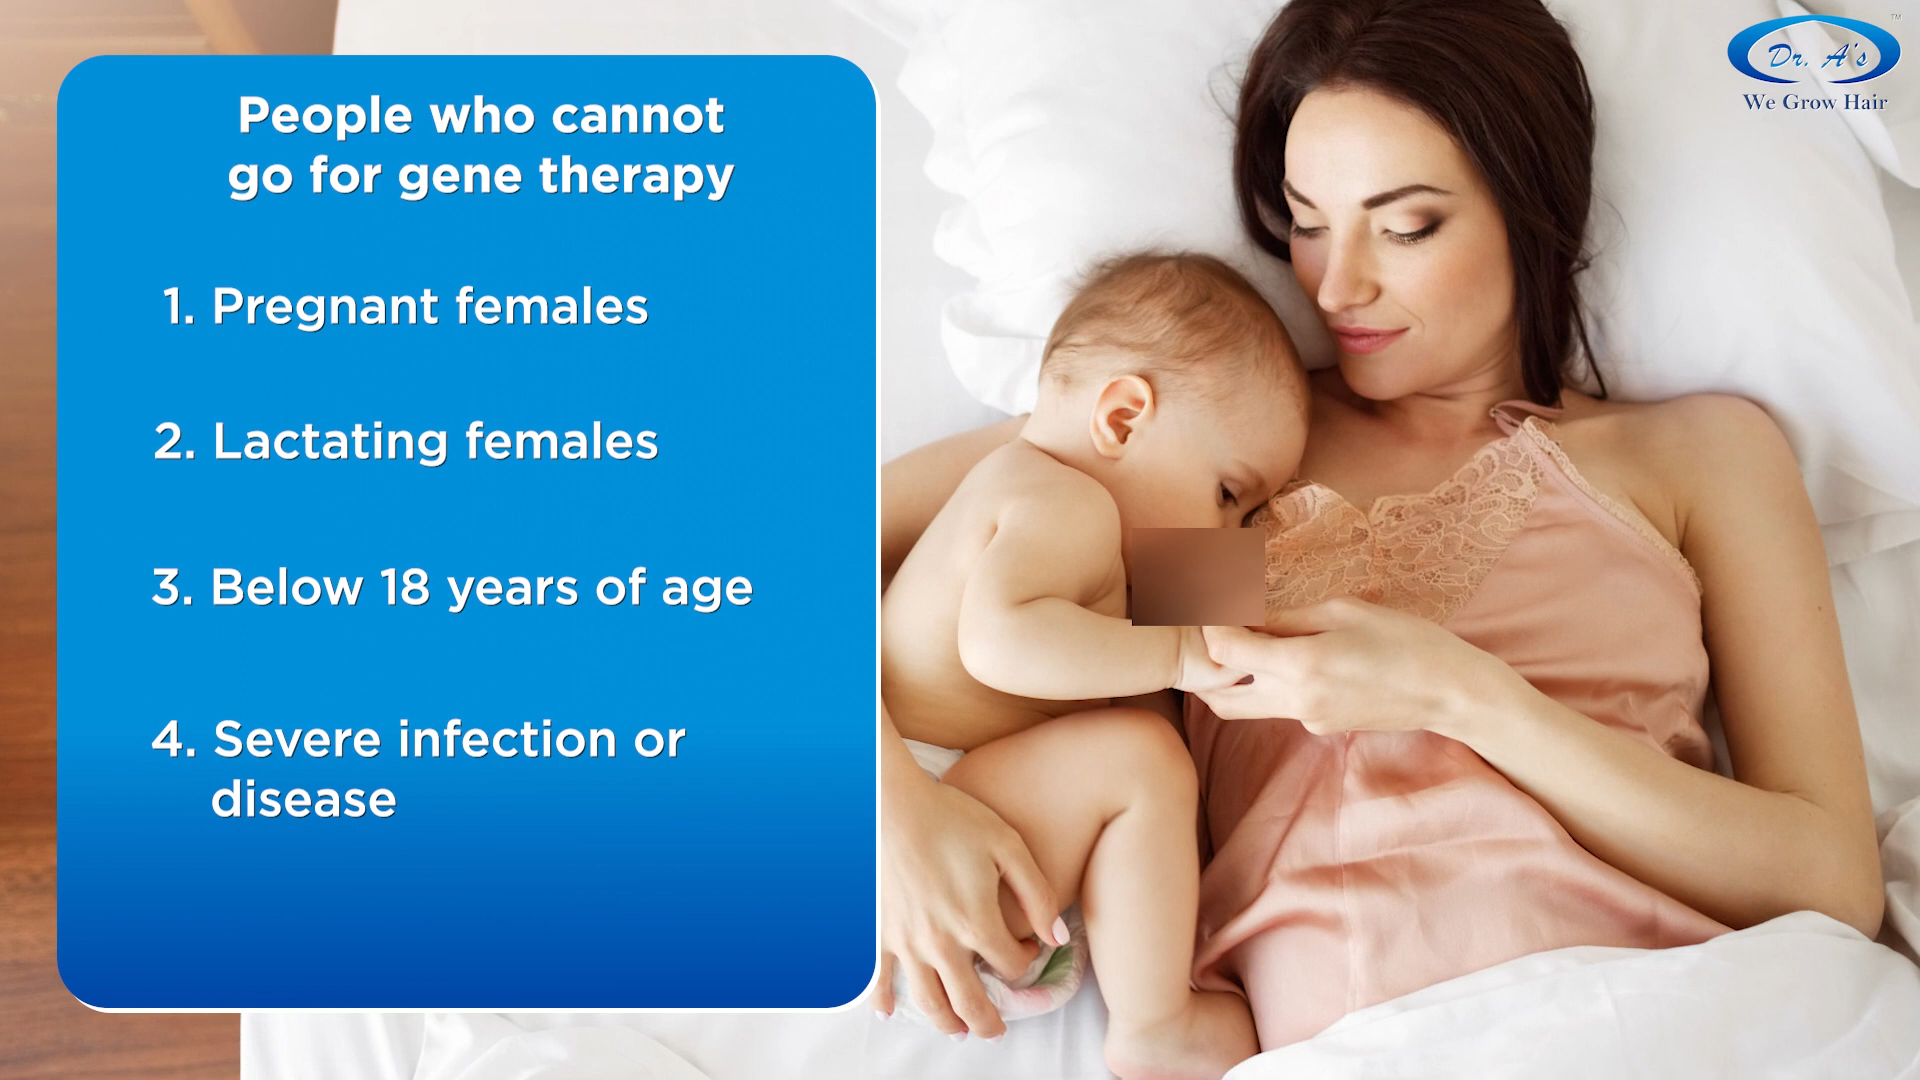 People who cannot
go for gene therapy
1. Pregnant females
2. Lactating females
3. Below 18 years of age
4. Severe infection or
disease
Dr. A's
TM
We Grow Hair